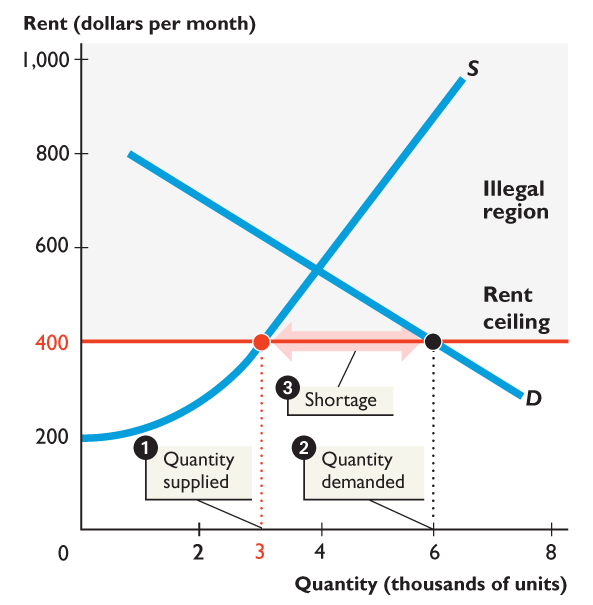 Rent (dollars per month)
1,000
S
800
Illegal
region
600
Rent
ceiling
400
3
Shortage
D
200
1
Quantity
supplied
2
Quantity
demanded
0
2
3
4
6
8
Quantity (thousands of units)